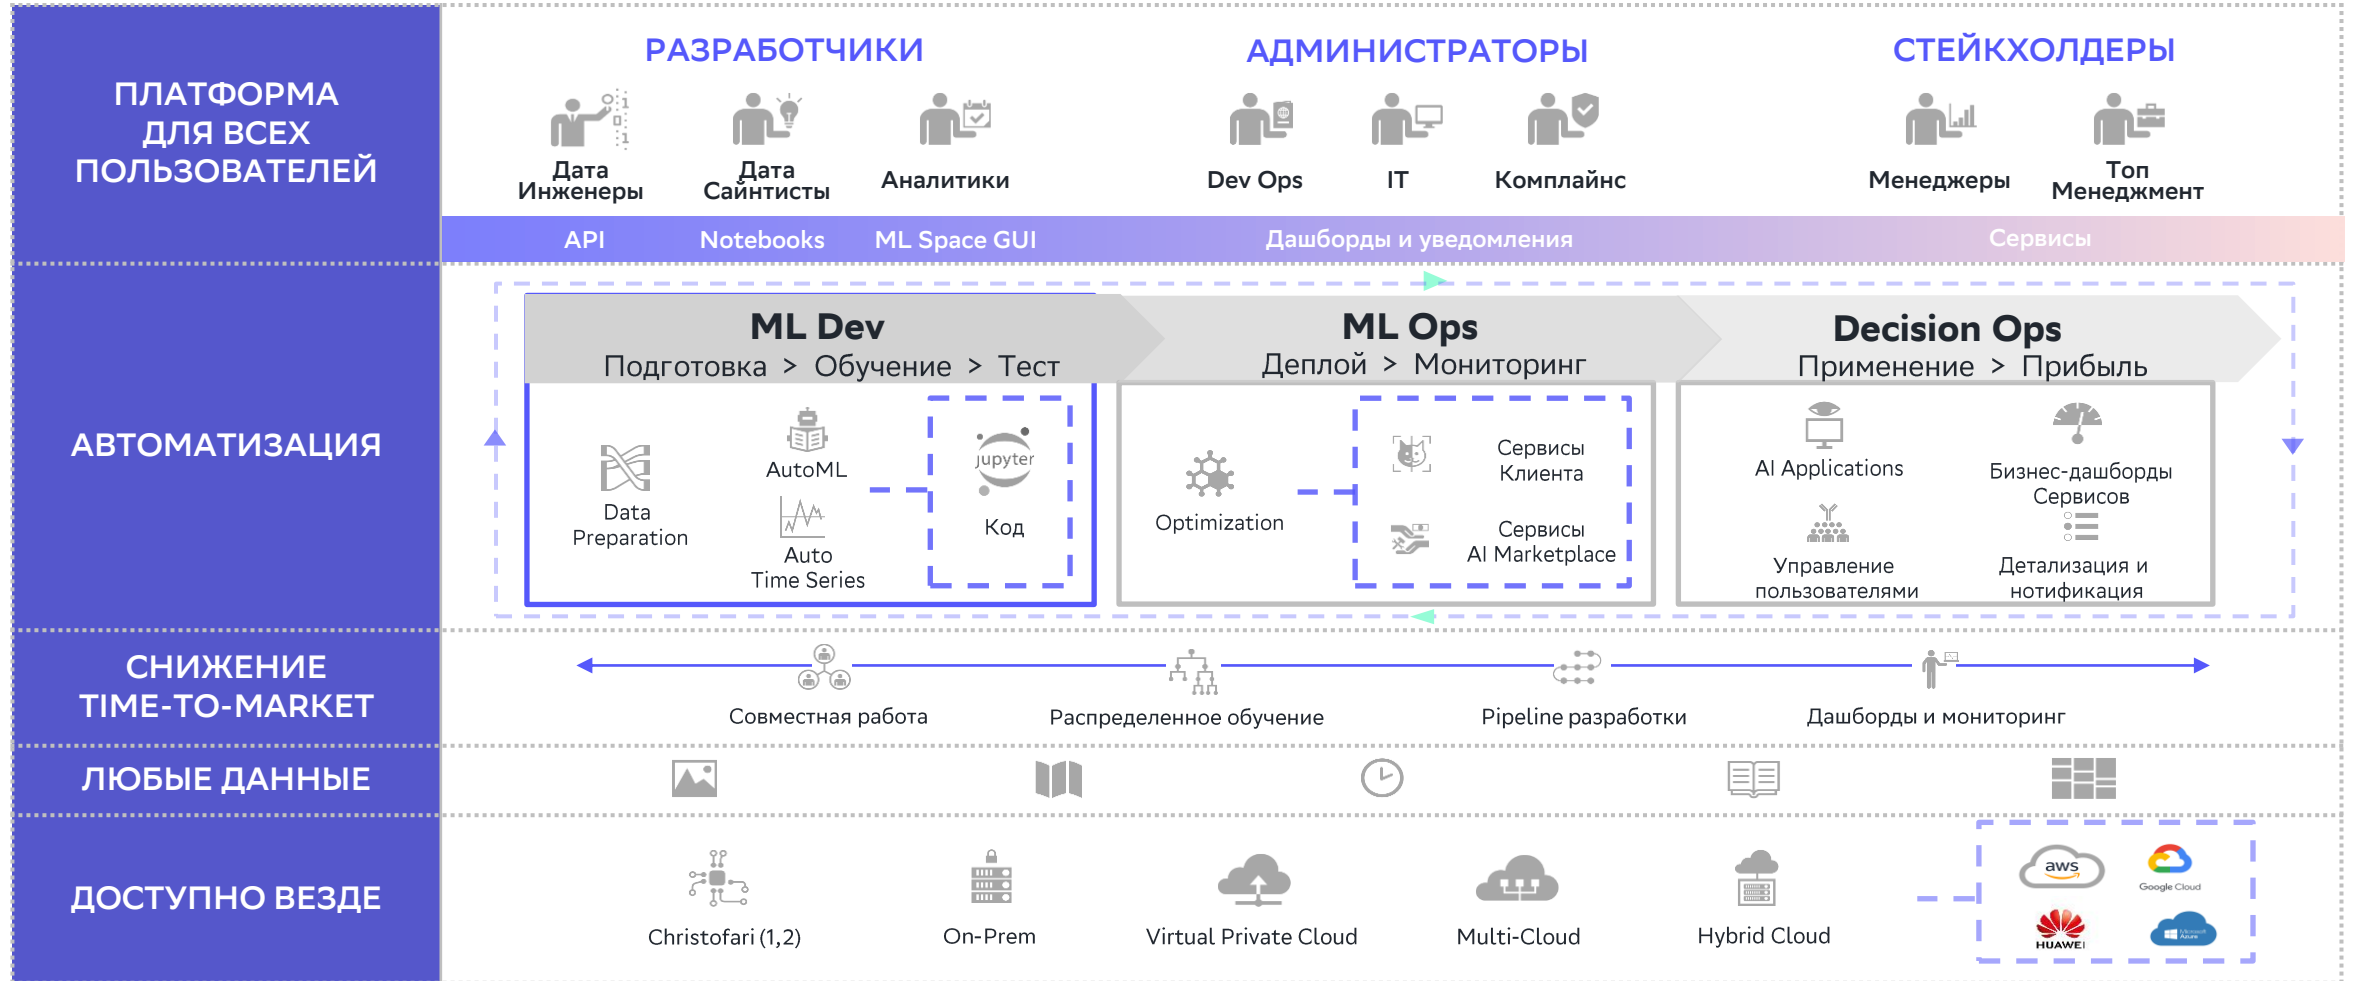 ПЛАТФОРМА
ДЛЯ ВСЕХ
ПОЛЬЗОВАТЕЛЕЙ
РАЗРАБОТЧИКИ
АДМИНИСТРАТОРЫ
СТЕЙКХОЛДЕРЫ
Дата
Инженеры
Дата
Сайнтисты
Аналитики
Dev Ops
IT
Комплайнс
Менеджеры
Топ
Менеджмент
API
Notebooks
ML Space GUI
Дашборды и уведомления
Сервисы
АВТОМАТИЗАЦИЯ
ML Dev
Подготовка > Обучение > Тест
ML Ops
Деплой > Мониторинг
Decision Ops
Применение > Прибыль
Data
Preparation
AutoML
Auto
Time Series
jupyter
Код
Optimization
Сервисы
Клиента
Сервисы
AI Marketplace
AI Applications
Бизнес-дашборды
Сервисов
Управление
пользователями
Детализация и
нотификация
СНИЖЕНИЕ
TIME-TO-MARKET
Совместная работа
Распределенное обучение
Pipeline разработки
Дашборды и мониторинг
ЛЮБЫЕ ДАННЫЕ
ДОСТУПНО ВЕЗДЕ
Christofari (1,2)
On-Prem
Virtual Private Cloud
Multi-Cloud
Hybrid Cloud
aws
Google Cloud
HUAWEI
Microsoft
Azure